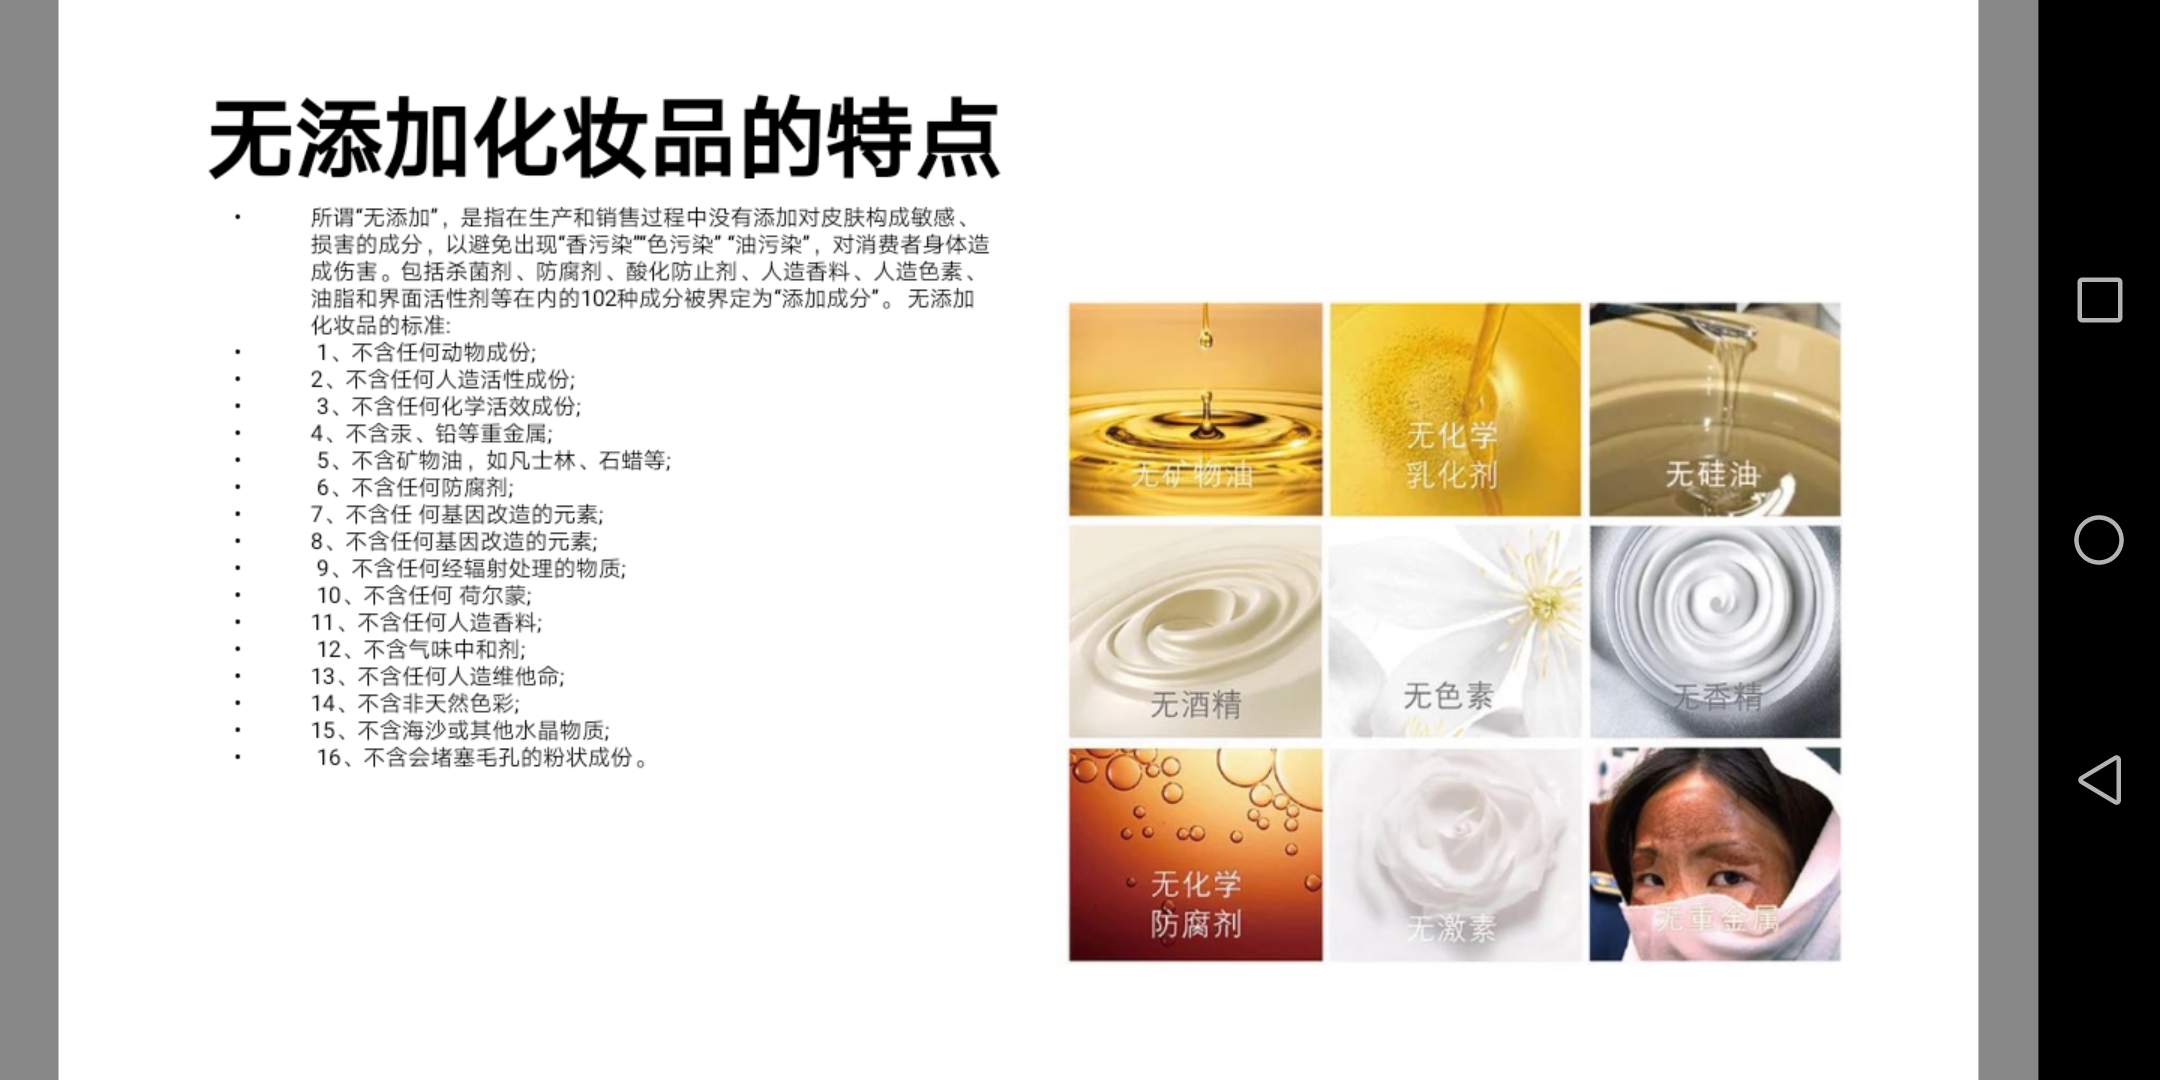 无添加化妆品的特点
• 所谓“无添加”，是指在生产和销售过程中没有添加对皮肤构成敏感、
损害的成分，以避免出现“香污染”“色污染” “油污染”，对消费者身体造
成伤害。包括杀菌剂、防腐剂、酸化防止剂、人造香料、人造色素、
油脂和界面活性剂等在内的102种成分被界定为“添加成分”。 无添加
化妆品的标准:
• 1、不含任何动物成份;
• 2、不含任何人造活性成份;
• 3、不含任何化学活效成份;
• 4、不含汞、铅等重金属;
• 5、不含矿物油，如凡士林、石蜡等;
• 6、不含任何防腐剂;
• 7、不含任 何基因改造的元素;
• 8、不含任何基因改造的元素;
• 9、不含任何经辐射处理的物质;
• 10、不含任何 荷尔蒙;
• 11、不含任何人造香料;
• 12、不含气味中和剂;
• 13、不含任何人造维他命;
• 14、不含非天然色彩;
• 15、不含海沙或其他水晶物质;
• 16、不含会堵塞毛孔的粉状成份。
无矿物油
无化学
乳化剂
无硅油
无酒精
无色素
无香精
无化学
防腐剂
无激素
无重金属